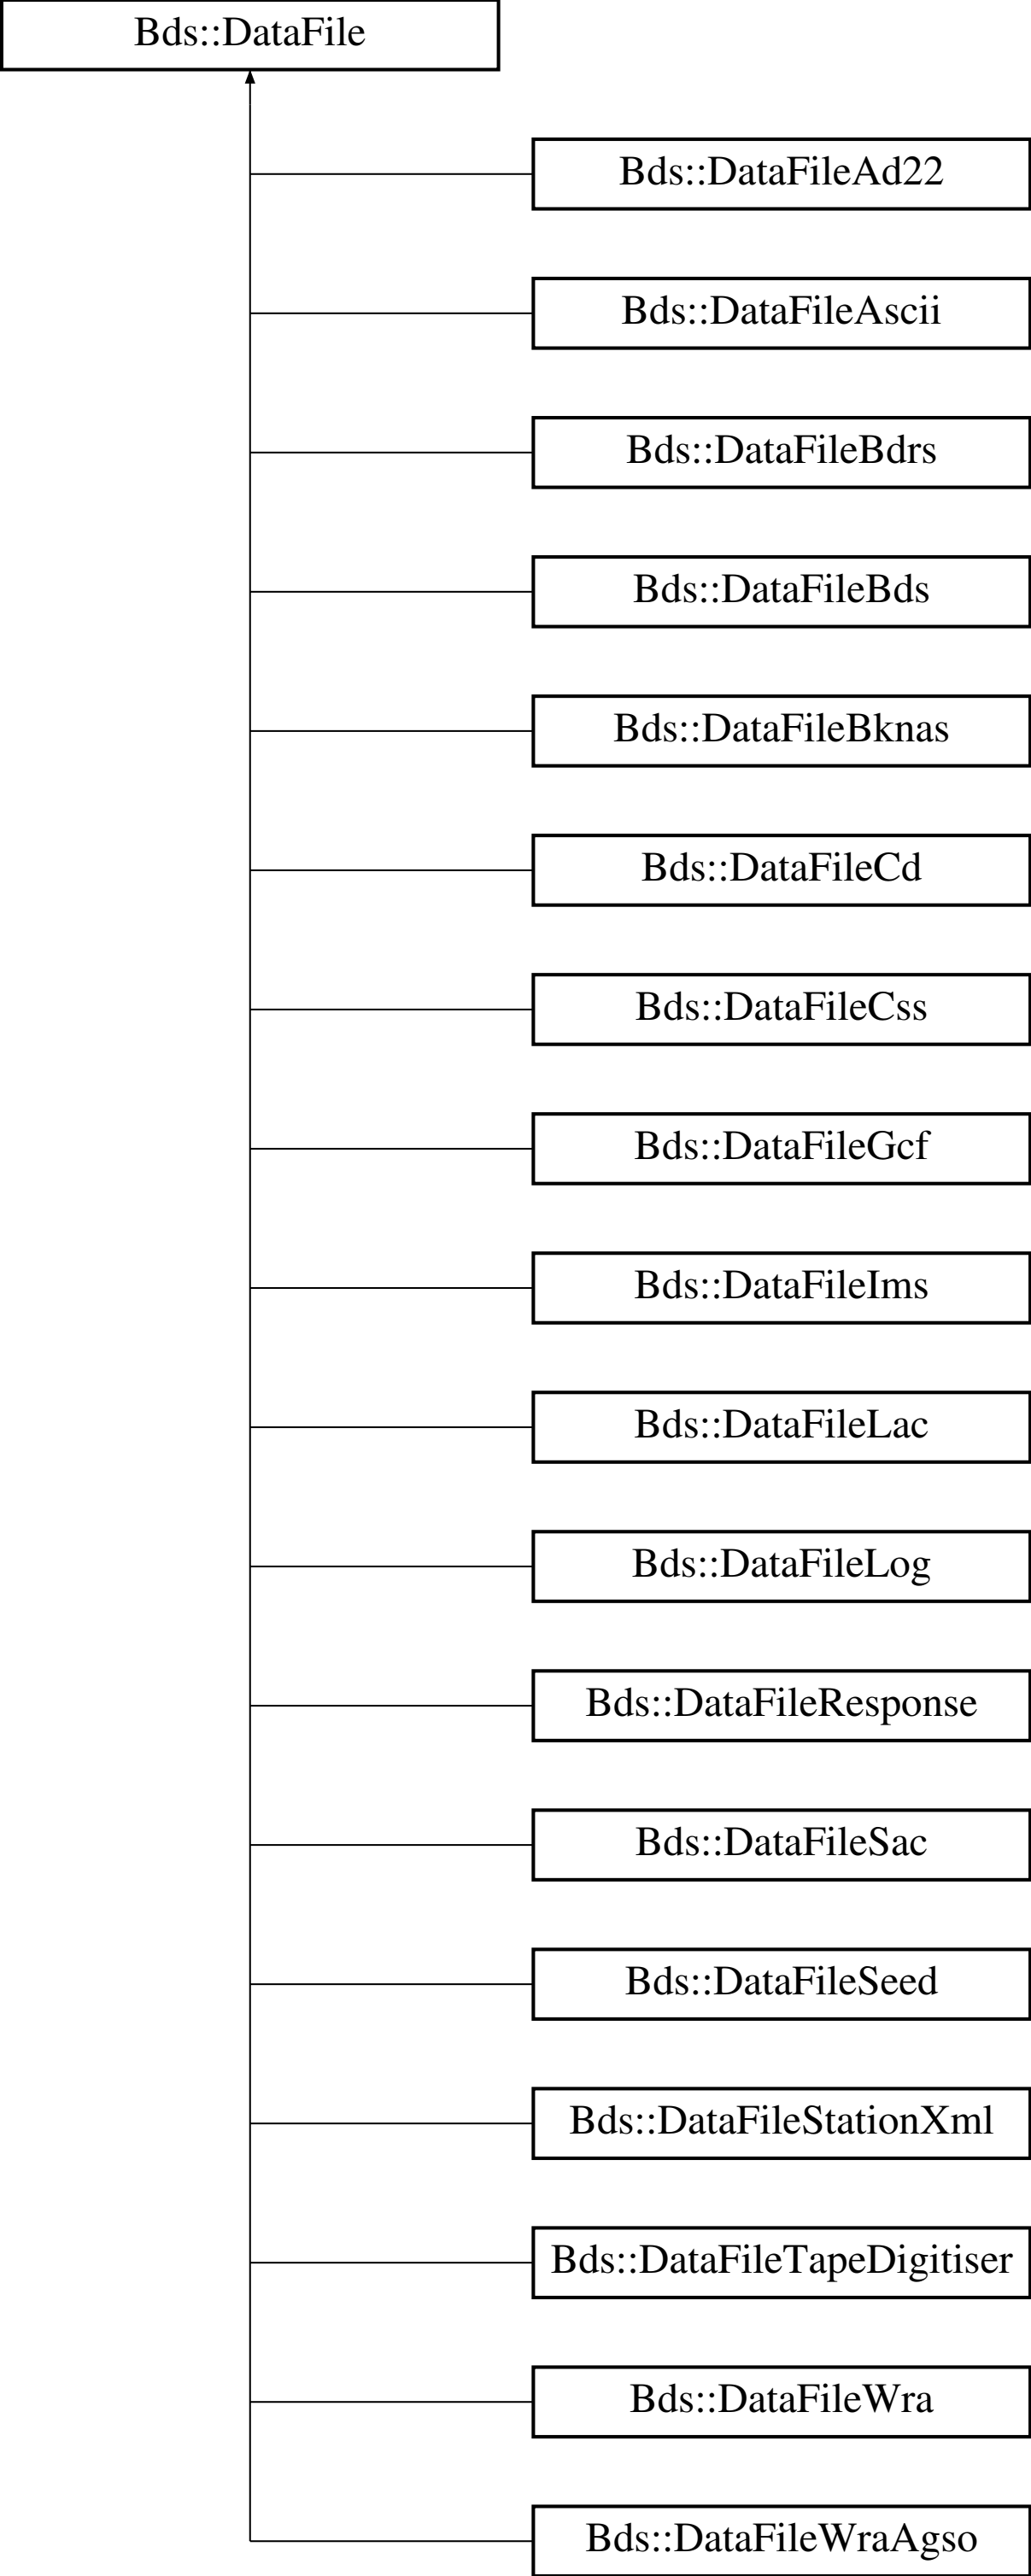 Bds::DataFile
Bds::DataFileAd22
Bds::DataFileAscii
Bds::DataFileBdrs
Bds::DataFileBds
Bds::DataFileBknas
Bds::DataFileCd
Bds::DataFileCss
Bds::DataFileGcf
Bds::DataFileIms
Bds::DataFileLac
Bds::DataFileLog
Bds::DataFileResponse
Bds::DataFileSac
Bds::DataFileSeed
Bds::DataFileStationXml
Bds::DataFileTapeDigitiser
Bds::DataFileWra
Bds::DataFileWraAgso